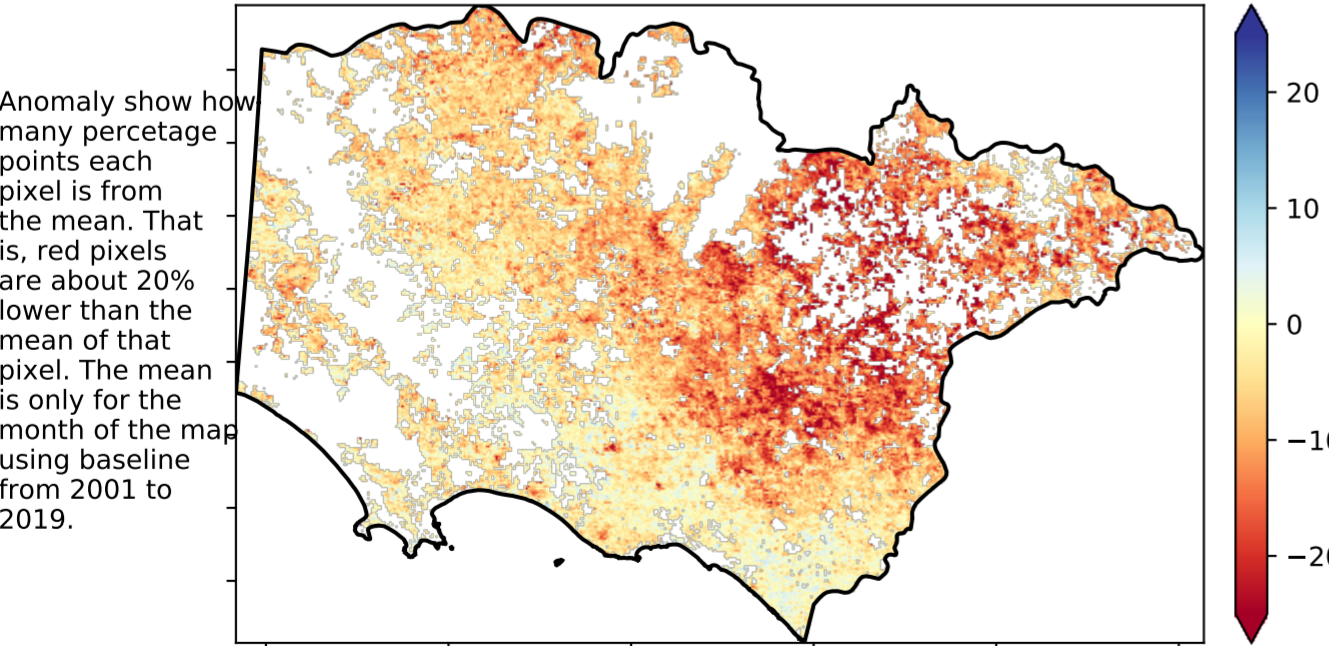 Anomaly show how
many percetage
points each
pixel is from
the mean. That
is, red pixels
are about 20%
lower than the
mean of that
pixel. The mean
is only for the
month of the map
using baseline
from 2001 to
2019.
20
10
0
−10
−20